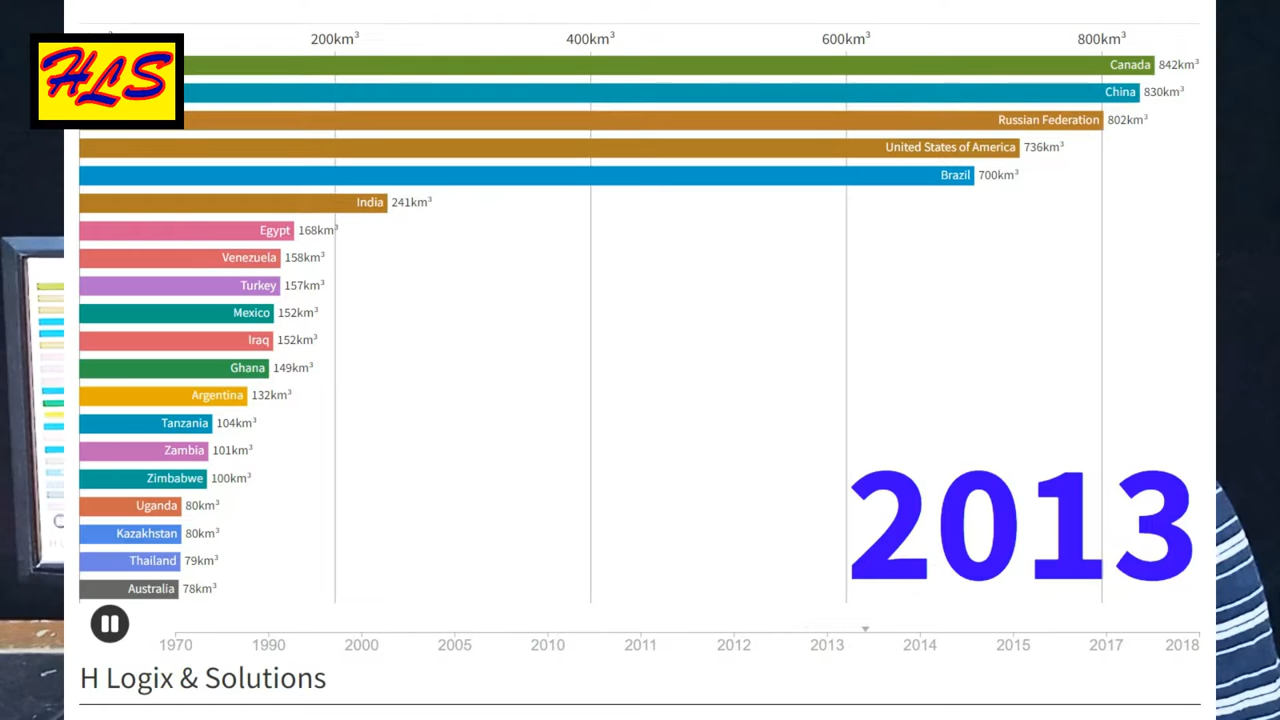 HLS
200km³ 400km³ 600km³ 800km³
Canada 842km³
China 830km³
Russian Federation 802km³
United States of America 736km³
Brazil 700km³
India 241km³
Egypt 168km³
Venezuela 158km³
Turkey 157km³
Mexico 152km³
Iraq 152km³
Ghana 149km³
Argentina 132km³
Tanzania 104km³
Zambia 101km³
Zimbabwe 100km³
Uganda 80km³
Kazakhstan 80km³
Thailand 79km³
Australia 78km³
2013
1970 1990 2000 2005 2010 2011 2012 2013 2014 2015 2017 2018
H Logix & Solutions